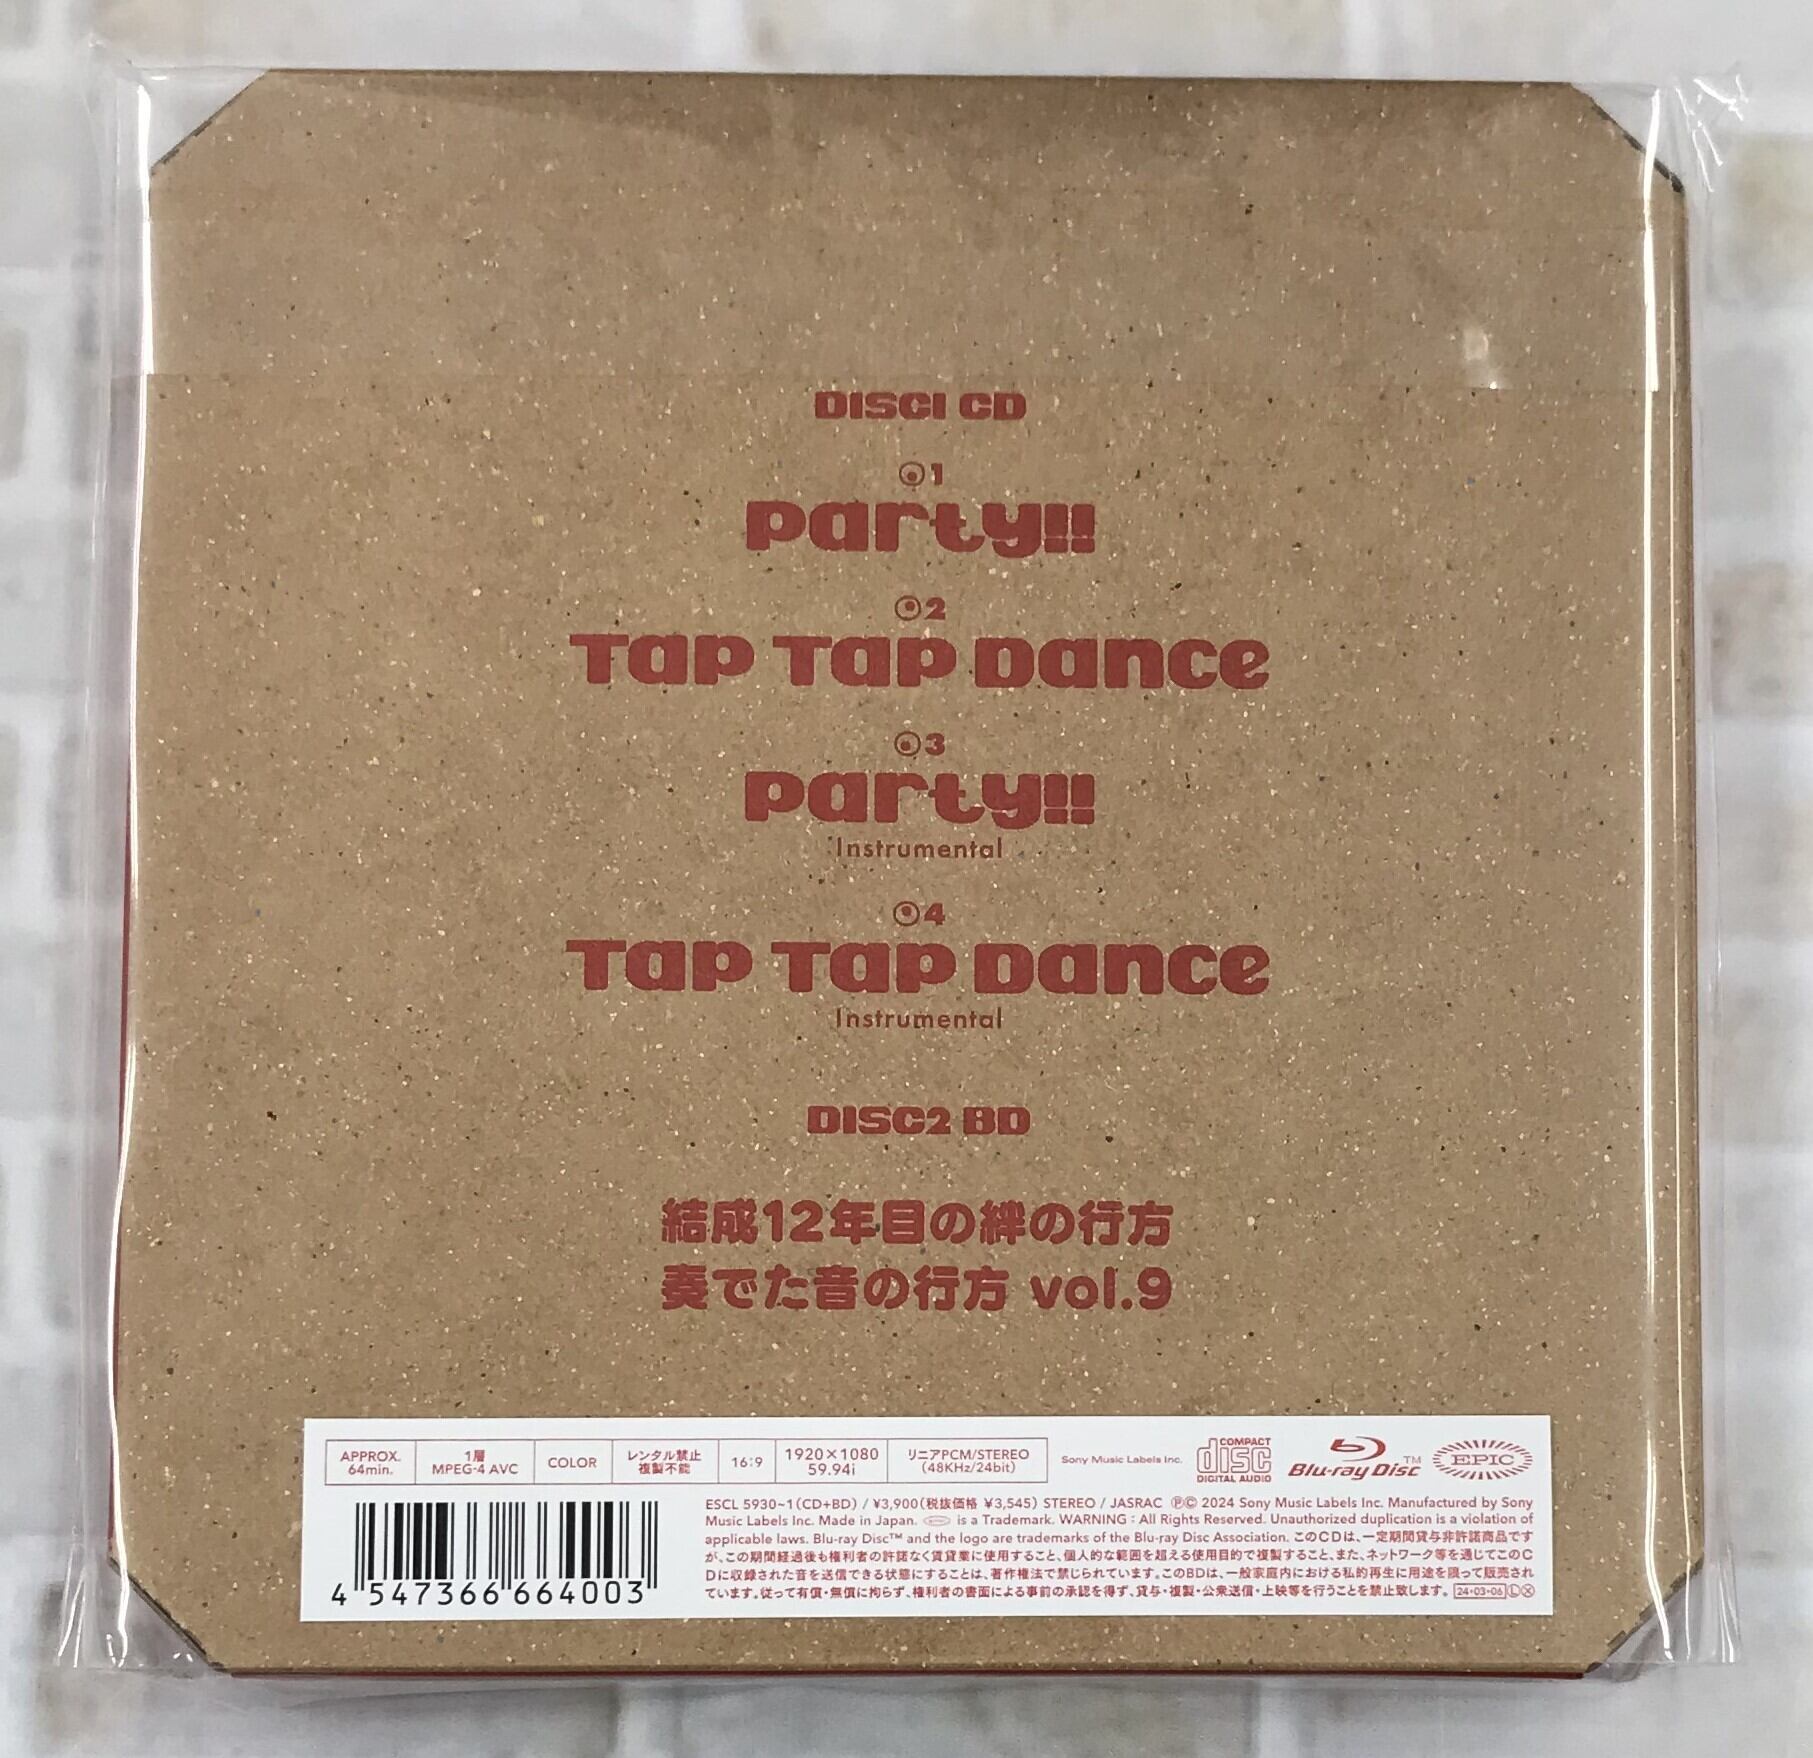 DISC1 CD
01
Party!!
02
Tap Tap Dance
03
Party!!
Instrumental
04
Tap Tap Dance
Instrumental
DISC2 BD
結成12年目の絆の行方
奏でた音の行方 vol.9
APPROX. 64min.
1層 MPEG-4 AVC
COLOR
レンタル禁止 複製不能
16:9
1920×1080 59.94i
リニアPCM/STEREO (48KHz/24bit)
Sony Music Labels Inc.
COMPACT disc DIGITAL AUDIO
Blu-ray Disc™
EPIC
ESCL 5930~1(CD+BD) / ¥3,900(税抜価格 ¥3,545) STEREO / JASRAC ℗© 2024 Sony Music Labels Inc. Manufactured by Sony
Music Labels Inc. Made in Japan. is a Trademark. WARNING : All Rights Reserved. Unauthorized duplication is a violation of
applicable laws. Blu-ray Disc™ and the logo are trademarks of the Blu-ray Disc Association. このCDは、一定期間貸与非許諾商品です
が、この期間経過後も権利者の許諾なく賃貸業に使用すること、個人的な範囲を超える使用目的で複製すること、また、ネットワーク等を通じてこのC
Dに収録された音を送信できる状態にすることは、著作権法で禁じられています。このBDは、一般家庭内における私的再生に用途を限って販売され
ています。従って有償・無償に拘らず、権利者の書面による事前の承認を得ず、貸与・複製・公衆送信・上映等を行うことを禁止致します。 24・03・06 Ⓛ Ⓧ
4 547366 664003